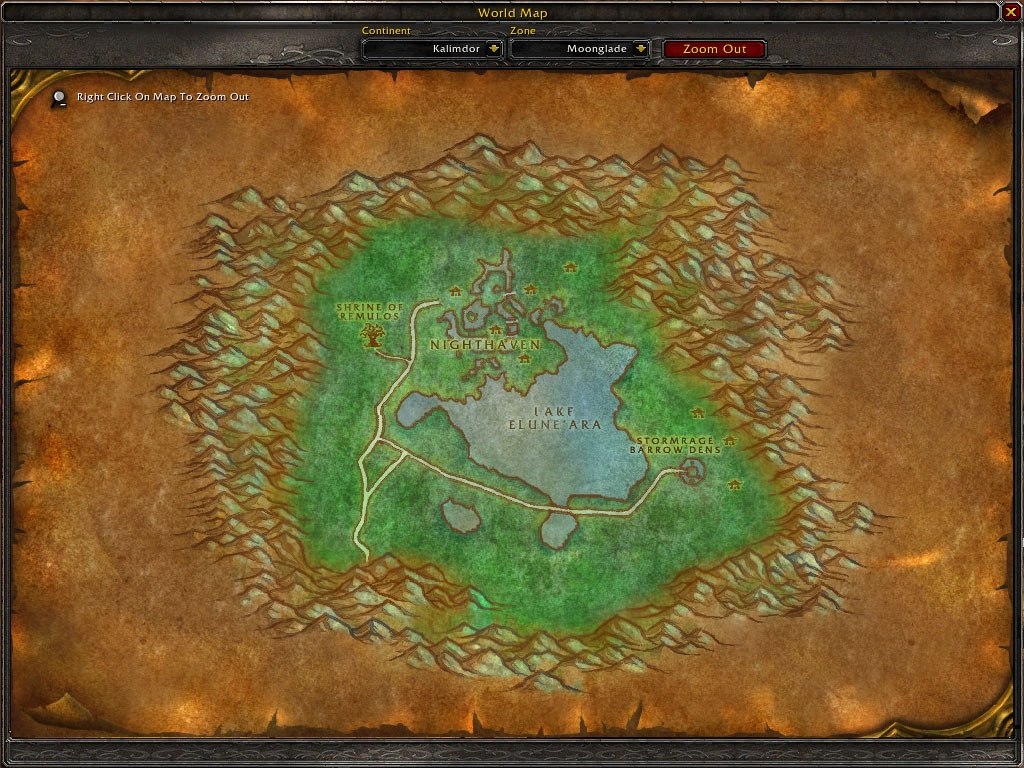 World Map
Continent
Zone
Kalimdor
Moonglade
Zoom Out
Right Click On Map To Zoom Out
SHRINE OF
REMULOS
NIGHTHAVEN
LAKE
ELUNE'ARA
STORMRAGE
BARROW DENS